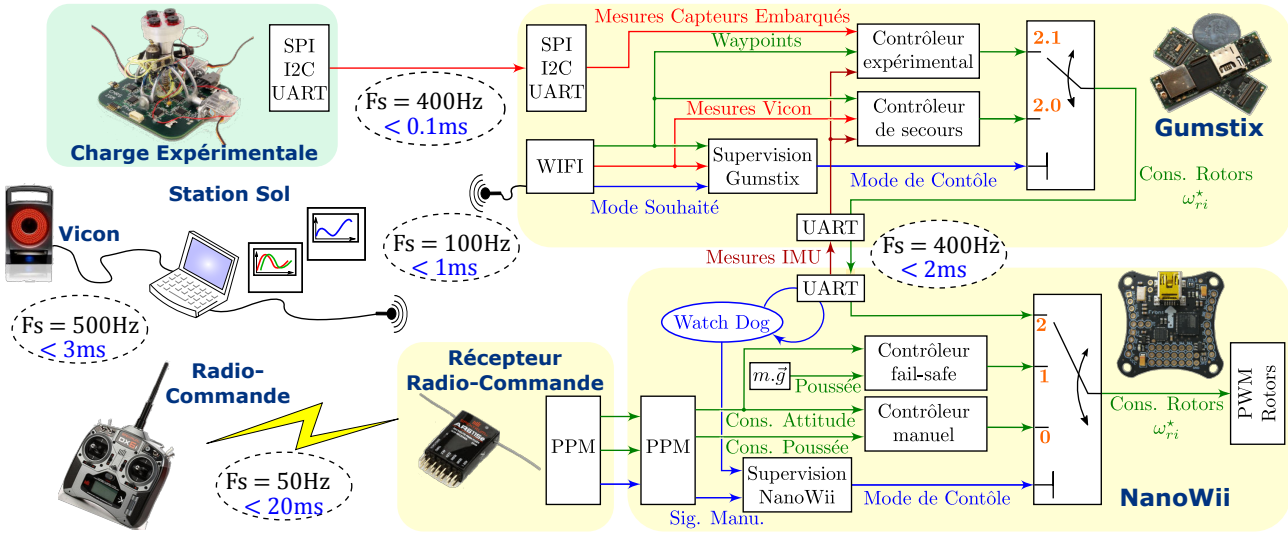 SPI
I2C
UART
Charge Expérimentale
Fs = 400Hz
< 0.1ms
SPI
I2C
UART
Mesures Capteurs Embarqués
Waypoints
Contrôleur
expérimental
2.1
Mesures Vicon
Contrôleur
de secours
2.0
Gumstix
WIFI
Supervision
Gumstix
Mode de Contôle
Mode Souhaité
Cons. Rotors
ω*ri
Station Sol
Vicon
Fs = 500Hz
< 3ms
Fs = 100Hz
< 1ms
UART
Mesures IMU
UART
Fs = 400Hz
< 2ms
Watch Dog
2
m.g⃗
Poussée
Contrôleur
fail-safe
1
Cons. Attitude
Cons. Poussée
Contrôleur
manuel
0
Cons. Rotors
ω*ri
PWM
Rotors
Radio-
Commande
Fs = 50Hz
< 20ms
Récepteur
Radio-Commande
PPM
PPM
Supervision
NanoWii
Mode de Contôle
Sig. Manu.
NanoWii